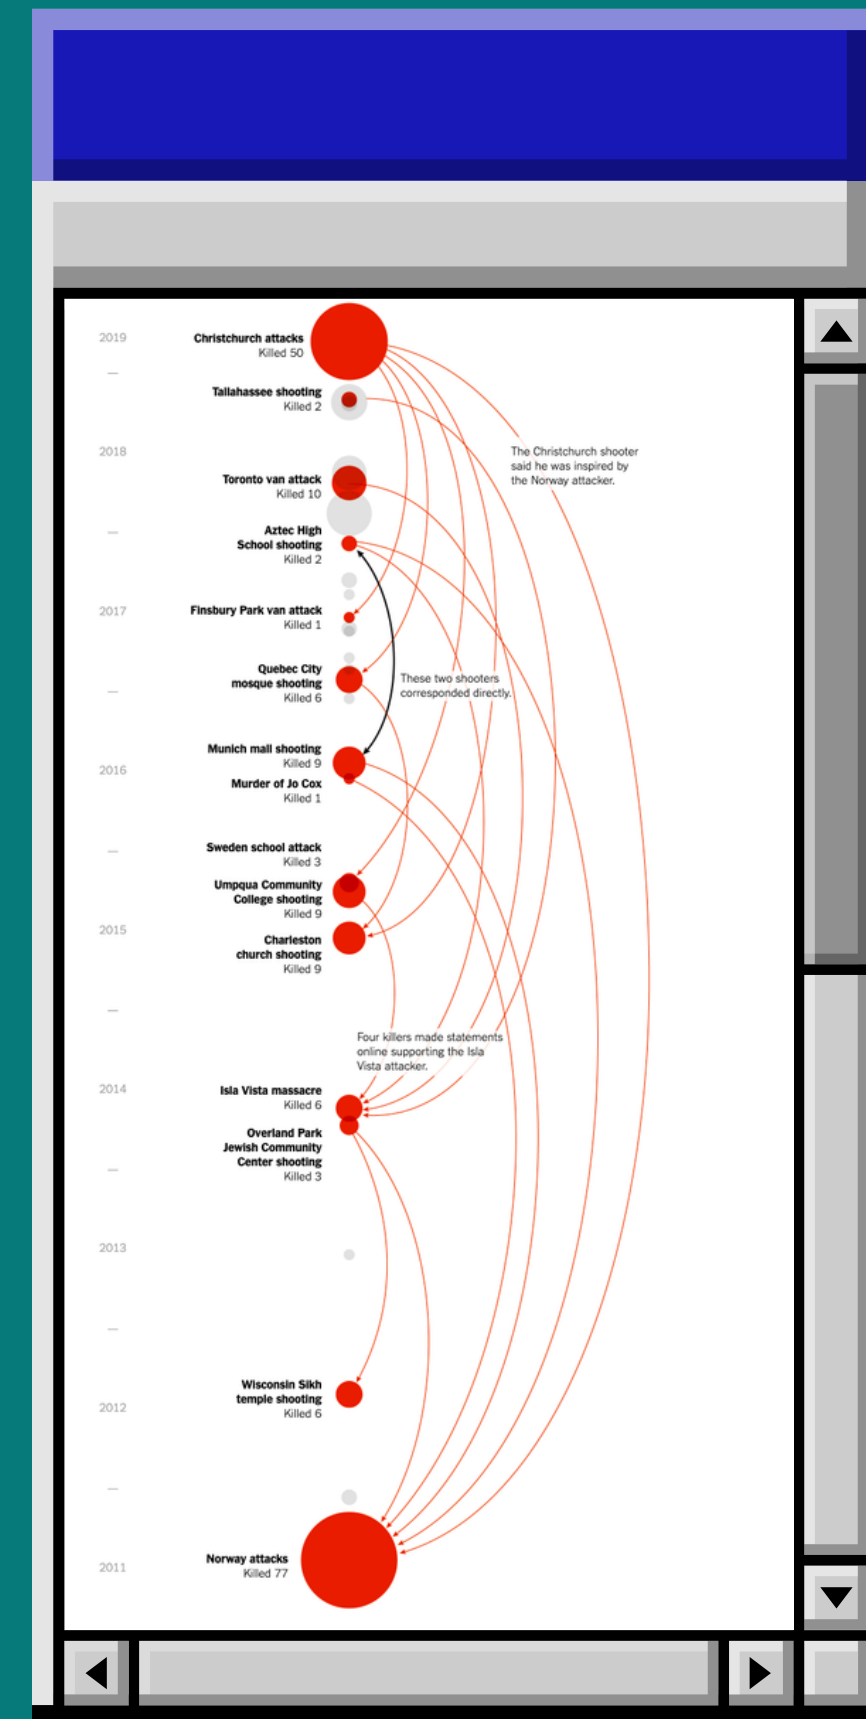 2019
Christchurch attacks
Killed 50
Tallahassee shooting
Killed 2
2018
The Christchurch shooter
said he was inspired by
the Norway attacker.
Toronto van attack
Killed 10
Aztec High
School shooting
Killed 2
2017
Finsbury Park van attack
Killed 1
Quebec City
mosque shooting
Killed 6
These two shooters
corresponded directly.
Munich mall shooting
Killed 9
2016
Murder of Jo Cox
Killed 1
Sweden school attack
Killed 3
Umpqua Community
College shooting
Killed 9
2015
Charleston
church shooting
Killed 9
Four killers made statements
online supporting the Isla
Vista attacker.
2014
Isla Vista massacre
Killed 6
Overland Park
Jewish Community
Center shooting
Killed 3
2013
Wisconsin Sikh
temple shooting
Killed 6
2012
Norway attacks
Killed 77
2011